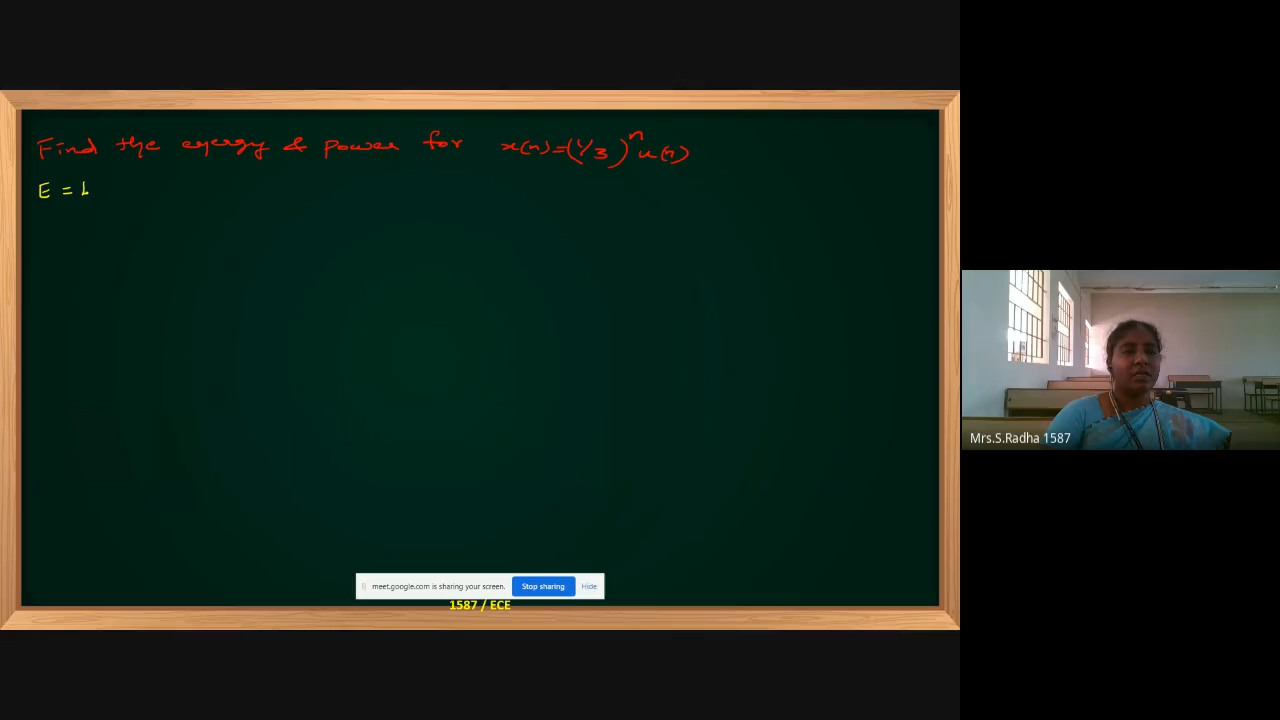 Find the energy & power for x(n)=(1/3)^n u(n)
E = L
meet.google.com is sharing your screen. Stop sharing Hide
1587 / ECE
Mrs.S.Radha 1587